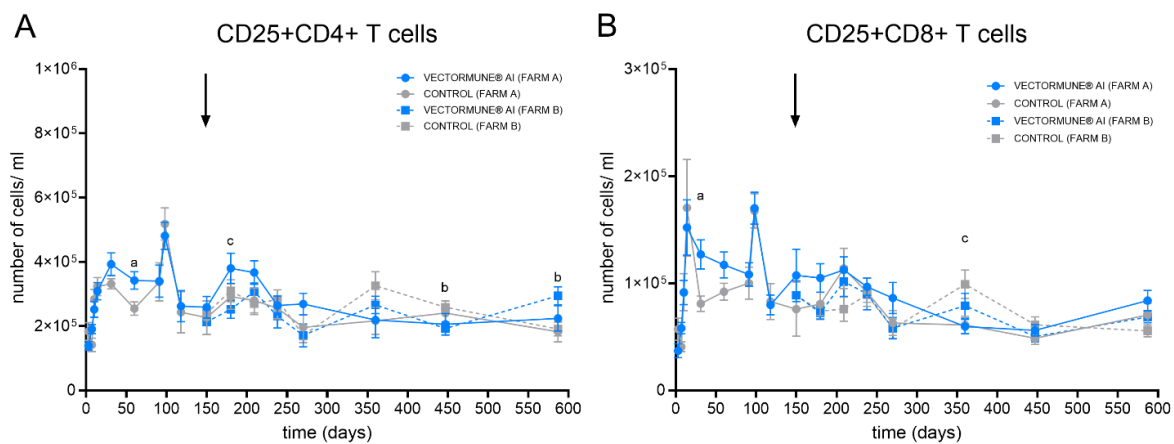 A
CD25+CD4+ T cells
1×10⁶
8×10⁵
6×10⁵
4×10⁵
2×10⁵
0
number of cells/ ml
VECTORMUNE® AI (FARM A)
CONTROL (FARM A)
VECTORMUNE® AI (FARM B)
CONTROL (FARM B)
a
c
b
b
0 50 100 150 200 250 300 350 400 450 500 550 600
time (days)
B
CD25+CD8+ T cells
3×10⁵
2×10⁵
1×10⁵
0
number of cells/ ml
VECTORMUNE® AI (FARM A)
CONTROL (FARM A)
VECTORMUNE® AI (FARM B)
CONTROL (FARM B)
a
c
0 50 100 150 200 250 300 350 400 450 500 550 600
time (days)